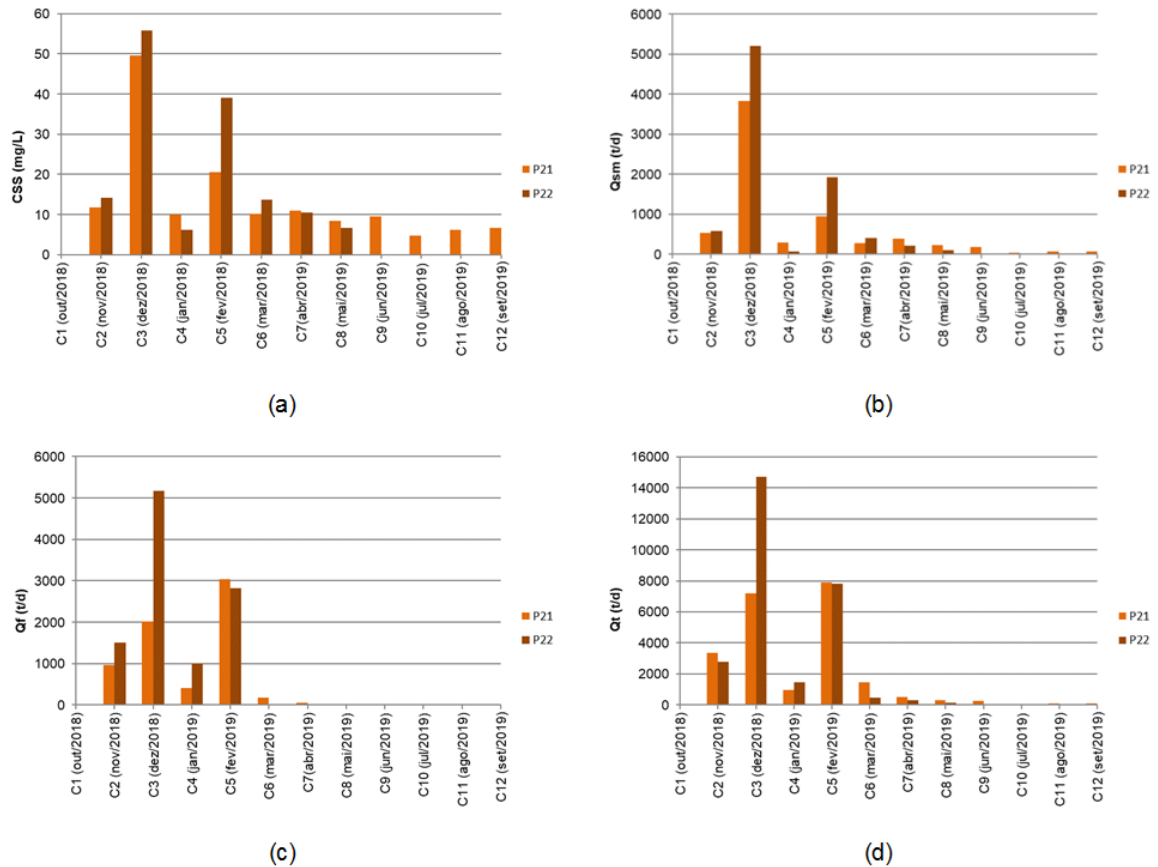 60
50
40
30
20
10
0
CSS (mg/L)
C1 (out/2018)
C2 (nov/2018)
C3 (dez/2018)
C4 (jan/2019)
C5 (fev/2019)
C6 (mar/2019)
C7(abr/2019)
C8 (mai/2019)
C9 (jun/2019)
C10 (jul/2019)
C11 (ago/2019)
C12 (set/2019)
P21
P22
(a)
6000
5000
4000
3000
2000
1000
0
Qsm (t/d)
C1 (out/2018)
C2 (nov/2018)
C3 (dez/2018)
C4 (jan/2019)
C5 (fev/2019)
C6 (mar/2019)
C7(abr/2019)
C8 (mai/2019)
C9 (jun/2019)
C10 (jul/2019)
C11 (ago/2019)
C12 (set/2019)
P21
P22
(b)
6000
5000
4000
3000
2000
1000
0
Qf (t/d)
C1 (out/2018)
C2 (nov/2018)
C3 (dez/2018)
C4 (jan/2019)
C5 (fev/2019)
C6 (mar/2019)
C7(abr/2019)
C8 (mai/2019)
C9 (jun/2019)
C10 (jul/2019)
C11 (ago/2019)
C12 (set/2019)
P21
P22
(c)
16000
14000
12000
10000
8000
6000
4000
2000
0
Qt (t/d)
C1 (out/2018)
C2 (nov/2018)
C3 (dez/2018)
C4 (jan/2019)
C5 (fev/2019)
C6 (mar/2019)
C7(abr/2019)
C8 (mai/2019)
C9 (jun/2019)
C10 (jul/2019)
C11 (ago/2019)
C12 (set/2019)
P21
P22
(d)